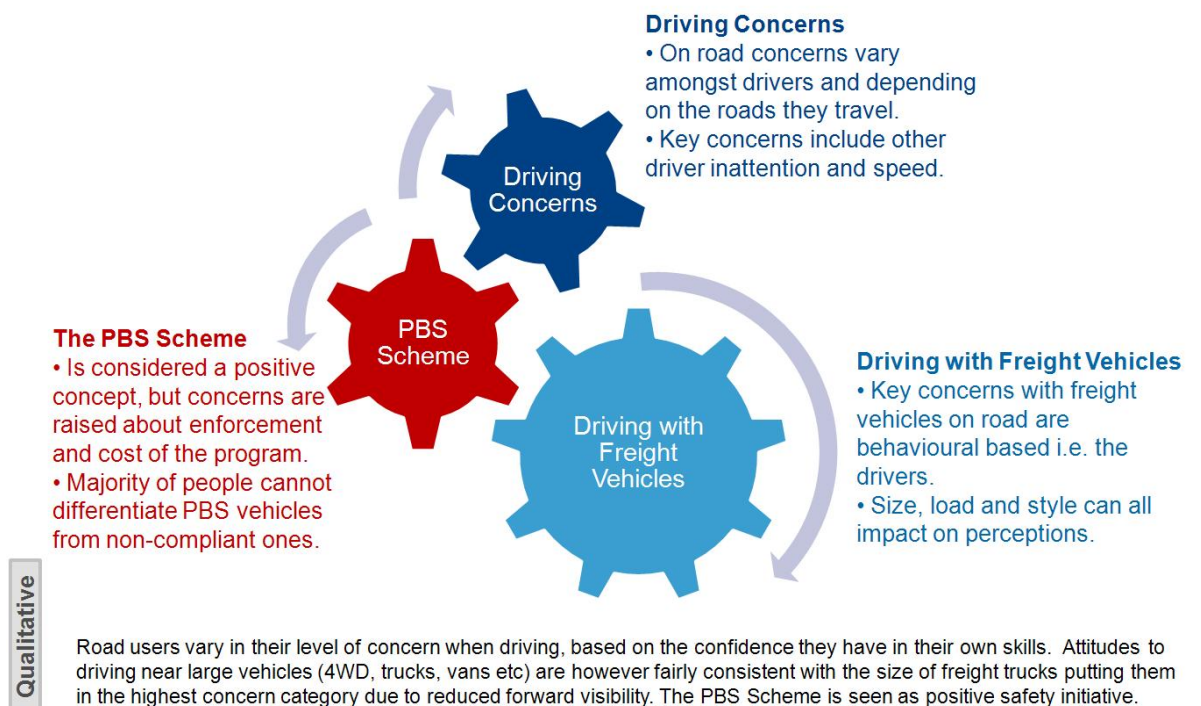 Driving Concerns
• On road concerns vary
amongst drivers and depending
on the roads they travel.
• Key concerns include other
driver inattention and speed.
Driving
Concerns
PBS
Scheme
The PBS Scheme
• Is considered a positive
concept, but concerns are
raised about enforcement
and cost of the program.
• Majority of people cannot
differentiate PBS vehicles
from non-compliant ones.
Driving with
Freight
Vehicles
Driving with Freight Vehicles
• Key concerns with freight
vehicles on road are
behavioural based i.e. the
drivers.
• Size, load and style can all
impact on perceptions.
Qualitative
Road users vary in their level of concern when driving, based on the confidence they have in their own skills. Attitudes to
driving near large vehicles (4WD, trucks, vans etc) are however fairly consistent with the size of freight trucks putting them
in the highest concern category due to reduced forward visibility. The PBS Scheme is seen as positive safety initiative.